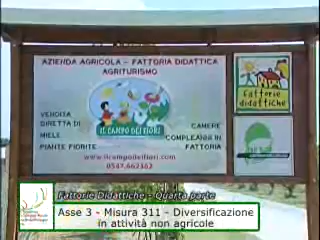 AZIENDA AGRICOLA - FATTORIA DIDATTICA
AGRITURISMO
IL CAMPO DEI FIORI
VENDITA
DIRETTA DI
MIELE
PIANTE FIORITE
CAMERE
COMPLEANNI IN
FATTORIA
www.ilcampodeifiori.com
0547.662362
fattorie
didattiche
Fattorie Didattiche - Quarta parte
Asse 3 - Misura 311 - Diversificazione
in attività non agricole